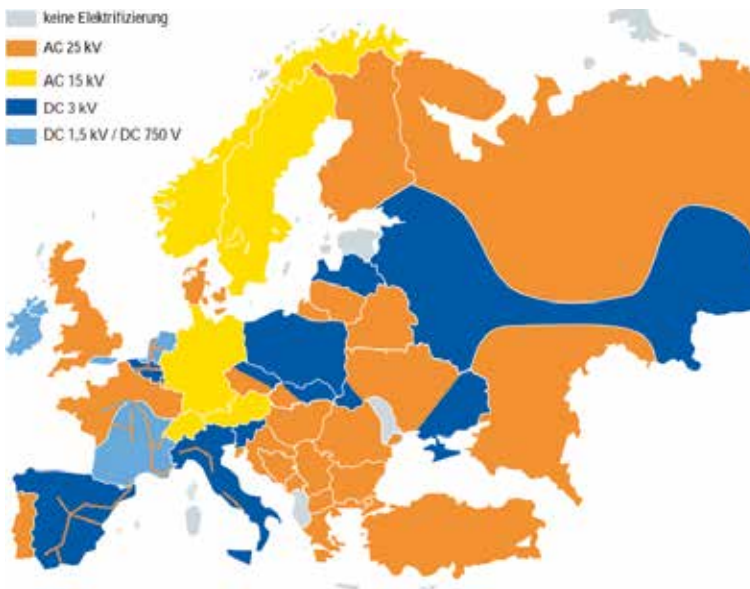 keine Elektrifizierung
AC 25 kV
AC 15 kV
DC 3 kV
DC 1,5 kV / DC 750 V